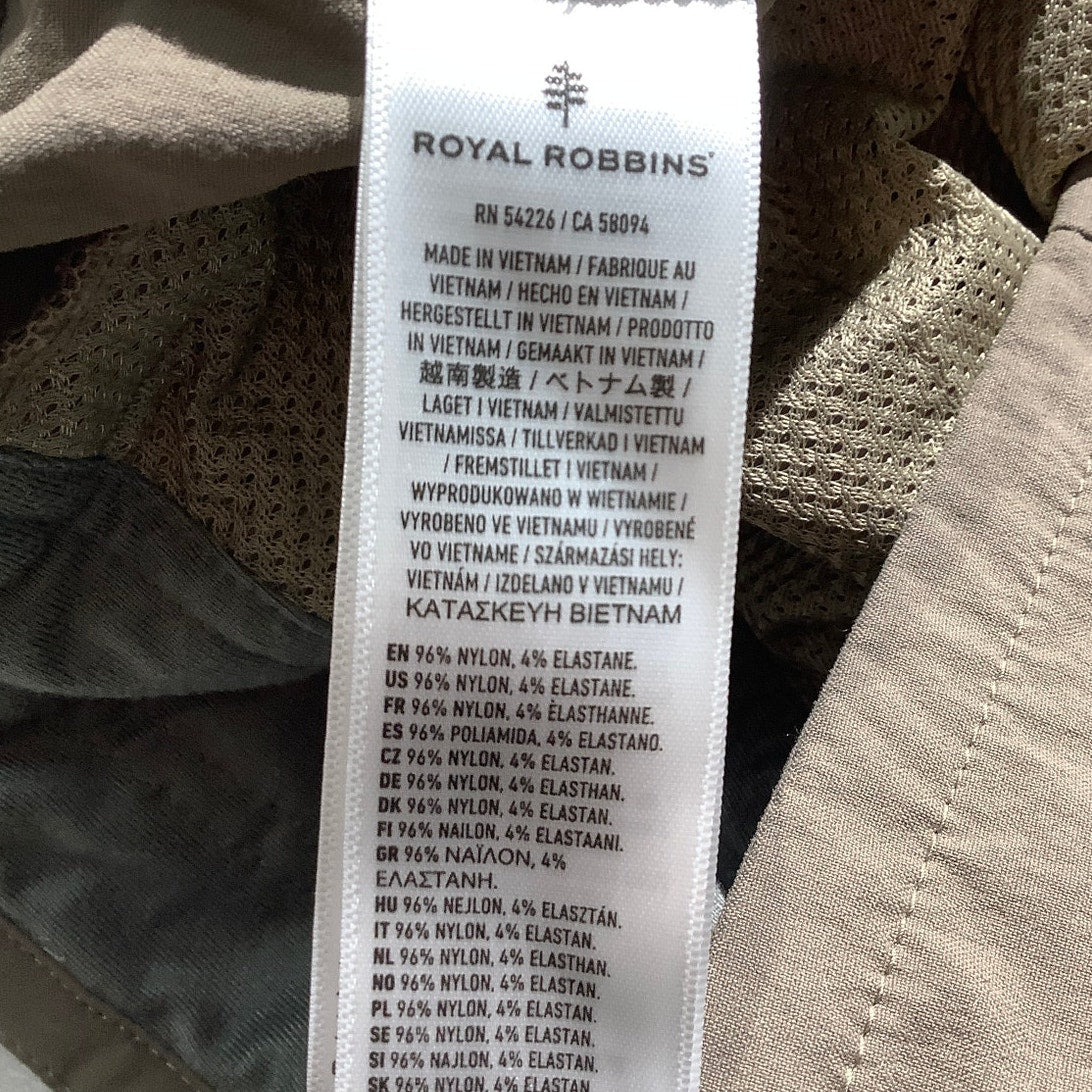 ROYAL ROBBINS
RN 54226 / CA 58094
MADE IN VIETNAM / FABRIQUE AU
VIETNAM / HECHO EN VIETNAM /
HERGESTELLT IN VIETNAM / PRODOTTO
IN VIETNAM / GEMAAKT IN VIETNAM /
越南製造 / ベトナム製 /
LAGET I VIETNAM / VALMISTETTU
VIETNAMISSA / TILLVERKAD I VIETNAM
/ FREMSTILLET I VIETNAM /
WYPRODUKOWANO W WIETNAMIE /
VYROBENO VE VIETNAMU / VYROBENÉ
VO VIETNAME / SZÁRMAZÁSI HELY:
VIETNÁM / IZDELANO V VIETNAMU /
ΚΑΤΑΣΚΕΥΗ ΒΙΕΤΝΑΜ
EN 96% NYLON, 4% ELASTANE.
US 96% NYLON, 4% ELASTANE.
FR 96% NYLON, 4% ÈLASTHANNE.
ES 96% POLIAMIDA, 4% ELASTANO.
CZ 96% NYLON, 4% ELASTAN.
DE 96% NYLON, 4% ELASTHAN.
DK 96% NYLON, 4% ELASTAN.
FI 96% NAILON, 4% ELASTAANI.
GR 96% ΝΑΪΛΟΝ, 4%
ΕΛΑΣΤΑΝΗ.
HU 96% NEJLON, 4% ELASZTÁN.
IT 96% NYLON, 4% ELASTAN.
NL 96% NYLON, 4% ELASTHAN.
NO 96% NYLON, 4% ELASTAN.
PL 96% NYLON, 4% ELASTAN.
SE 96% NYLON, 4% ELASTAN.
SI 96% NAJLON, 4% ELASTAN.
SK 96% NYLON, 4% ELASTAN.